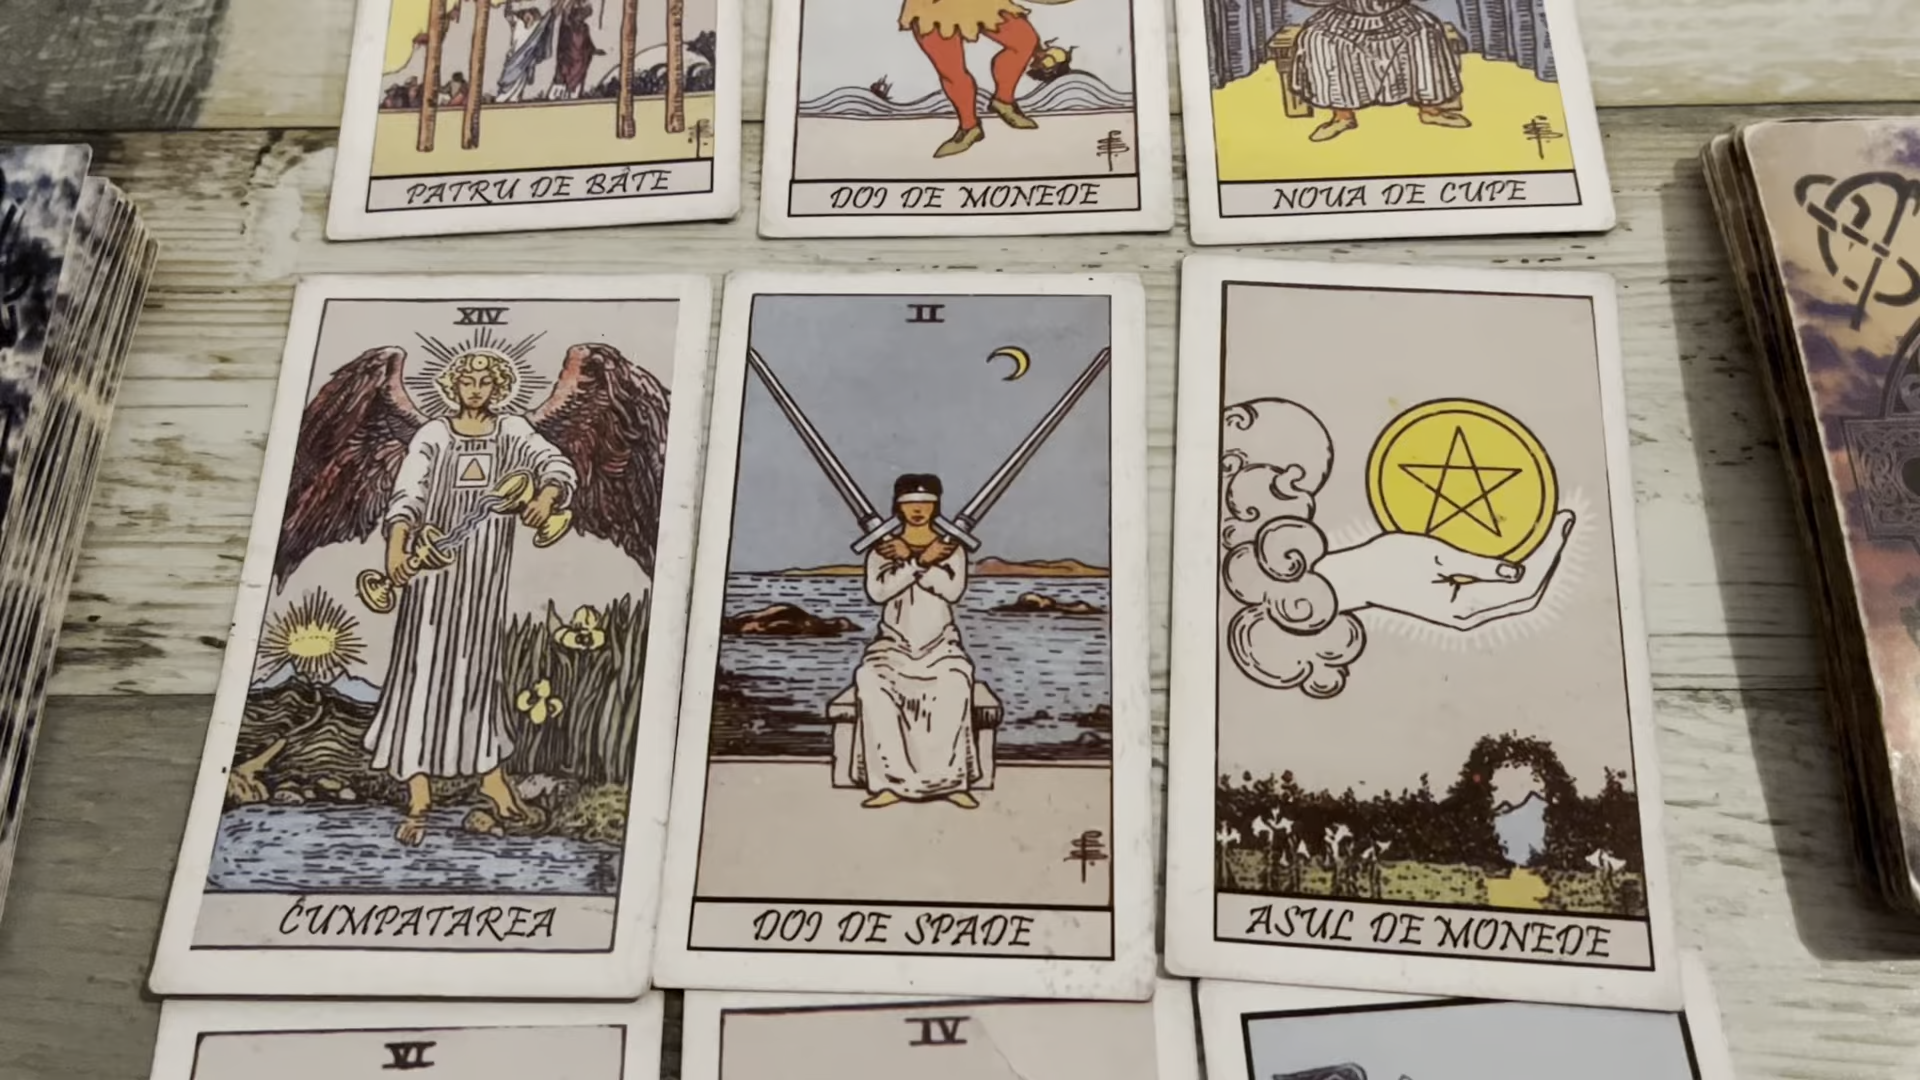 PATRU DE BÂTE
DOI DE MONEDE
NOUA DE CUPE
XIV
II
CUMPATAREA
DOI DE SPADE
ASUL DE MONEDE
VI
IV